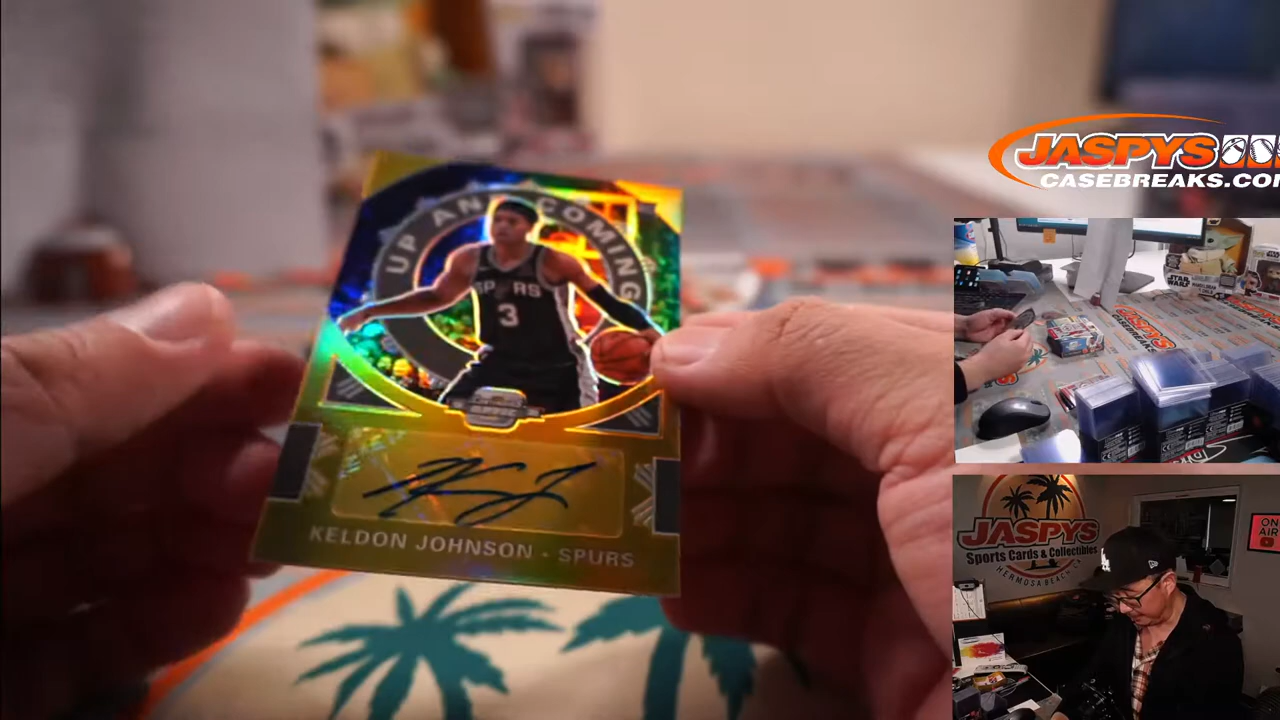 JASPYS
CASEBREAKS.CO
UP AND COMING
SPURS
3
KELDON JOHNSON - SPURS
STAR
WARS
JASPYS
Sports Cards & Collectibles
HERMOSA BEACH
ON
AIR